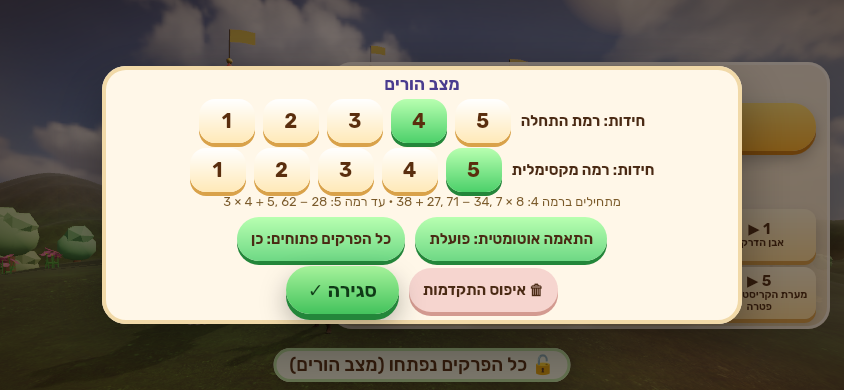 מצב הורים
חידות: רמת התחלה 5 4 3 2 1
חידות: רמה מקסימלית 5 4 3 2 1
מתחילים ברמה 4: 8 × 7 ,34 − 71 ,27 + 38 • עד רמה 5: 28 − 62 ,5 + 4 × 3
התאמה אוטומטית: פועלת
כל הפרקים פתוחים: כן
🗑 איפוס התקדמות
סגירה ✓
1 ▶
אבן הדרק
5 ▶
מערת הקריסט
פטרה
🔓 כל הפרקים נפתחו (מצב הורים)